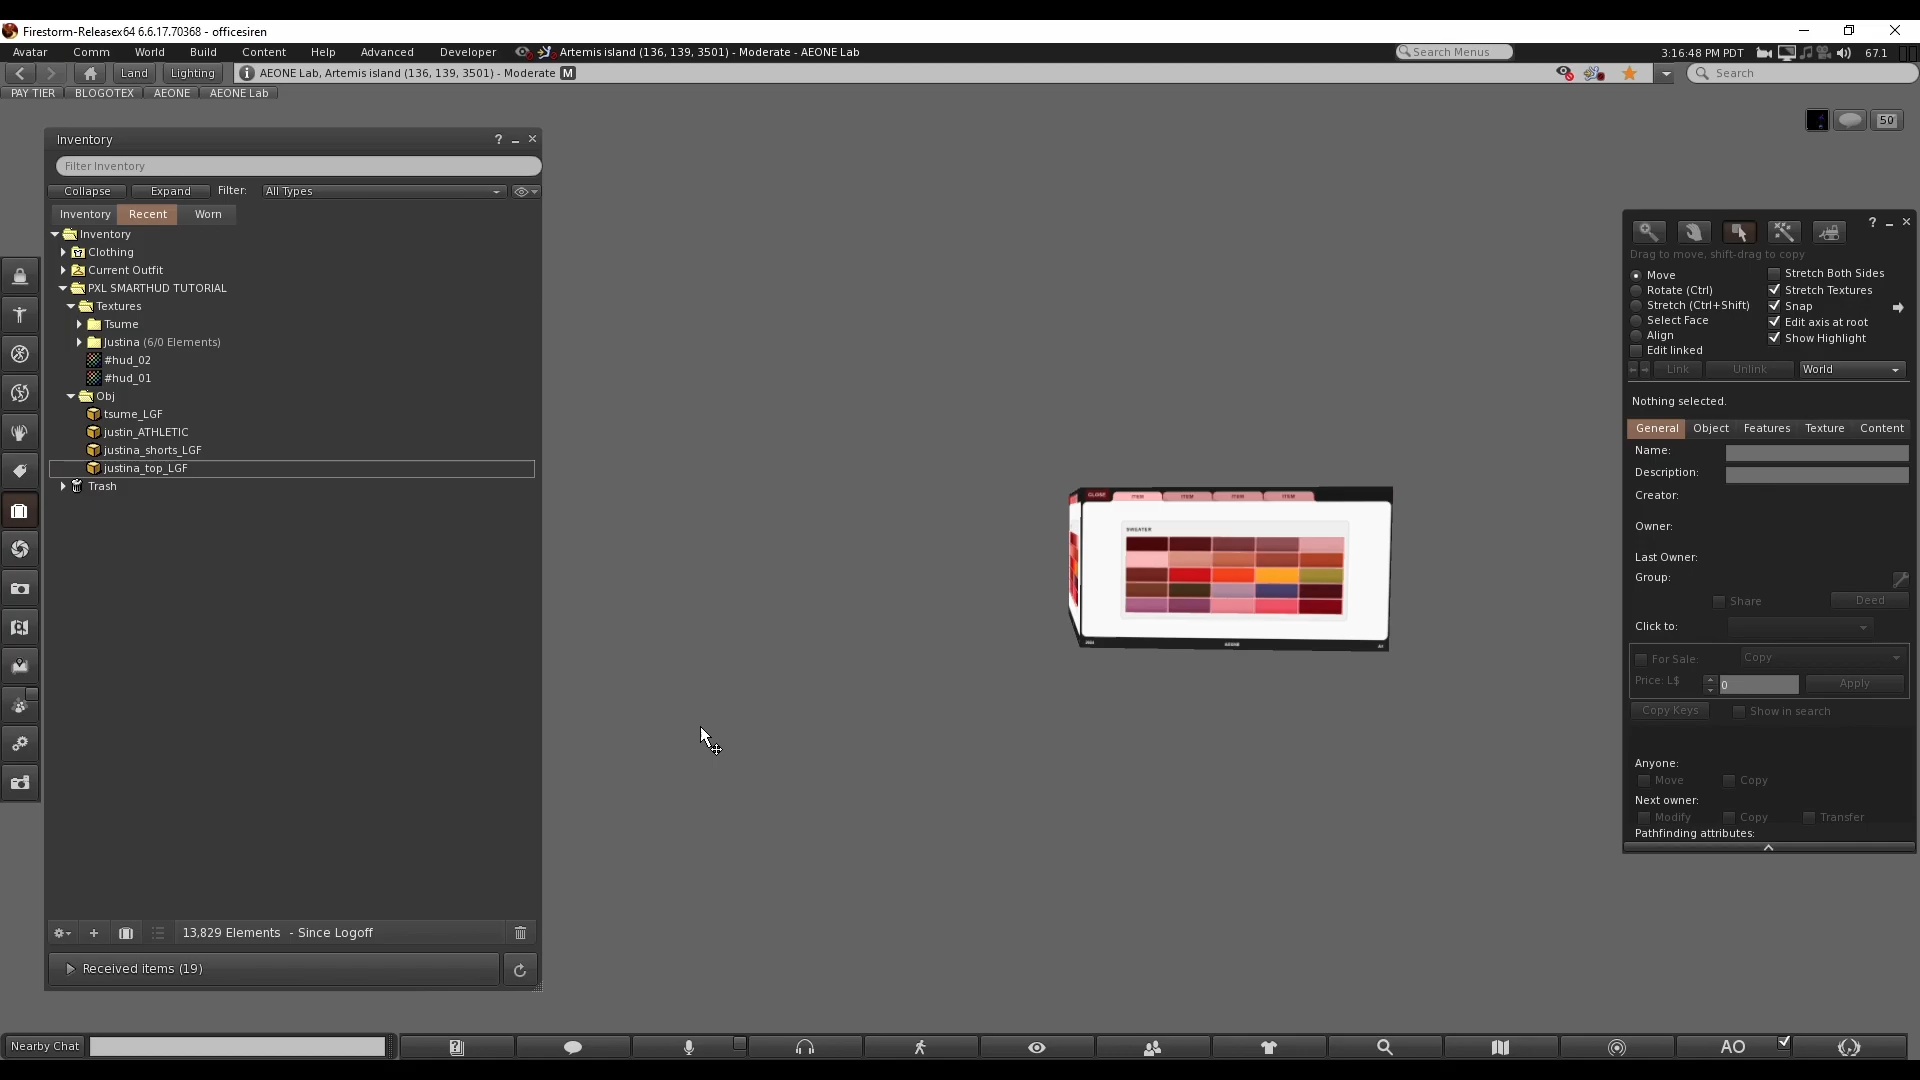 Firestorm-Releasex64 6.6.17.70368 - officesiren
Avatar Comm World Build Content Help Advanced Developer Artemis island (136, 139, 3501) - Moderate - AEONE Lab Search Menus 3:16:48 PM PDT 67.1
Land Lighting AEONE Lab, Artemis island (136, 139, 3501) - Moderate M Search
PAY TIER BLOGOTEX AEONE AEONE Lab
50
Inventory ?
Filter Inventory
Collapse Expand Filter: All Types
Inventory Recent Worn
Inventory
Clothing
Current Outfit
PXL SMARTHUD TUTORIAL
Textures
Tsume
Justina (6/0 Elements)
#hud_02
#hud_01
Obj
tsume_LGF
justin_ATHLETIC
justina_shorts_LGF
justina_top_LGF
Trash
13,829 Elements - Since Logoff
Received items (19)
CLOSE ITEM ITEM ITEM ITEM
SWEATER
?
Drag to move, shift-drag to copy
Move Stretch Both Sides
Rotate (Ctrl) Stretch Textures
Stretch (Ctrl+Shift) Snap
Select Face Edit axis at root
Align Show Highlight
Edit linked
Link Unlink World
Nothing selected.
General Object Features Texture Content
Name:
Description:
Creator:
Owner:
Last Owner:
Group:
Share Deed
Click to:
For Sale: Copy
Price: L$ 0 Apply
Copy Keys Show in search
Anyone:
Move Copy
Next owner:
Modify Copy Transfer
Pathfinding attributes:
Nearby Chat AO